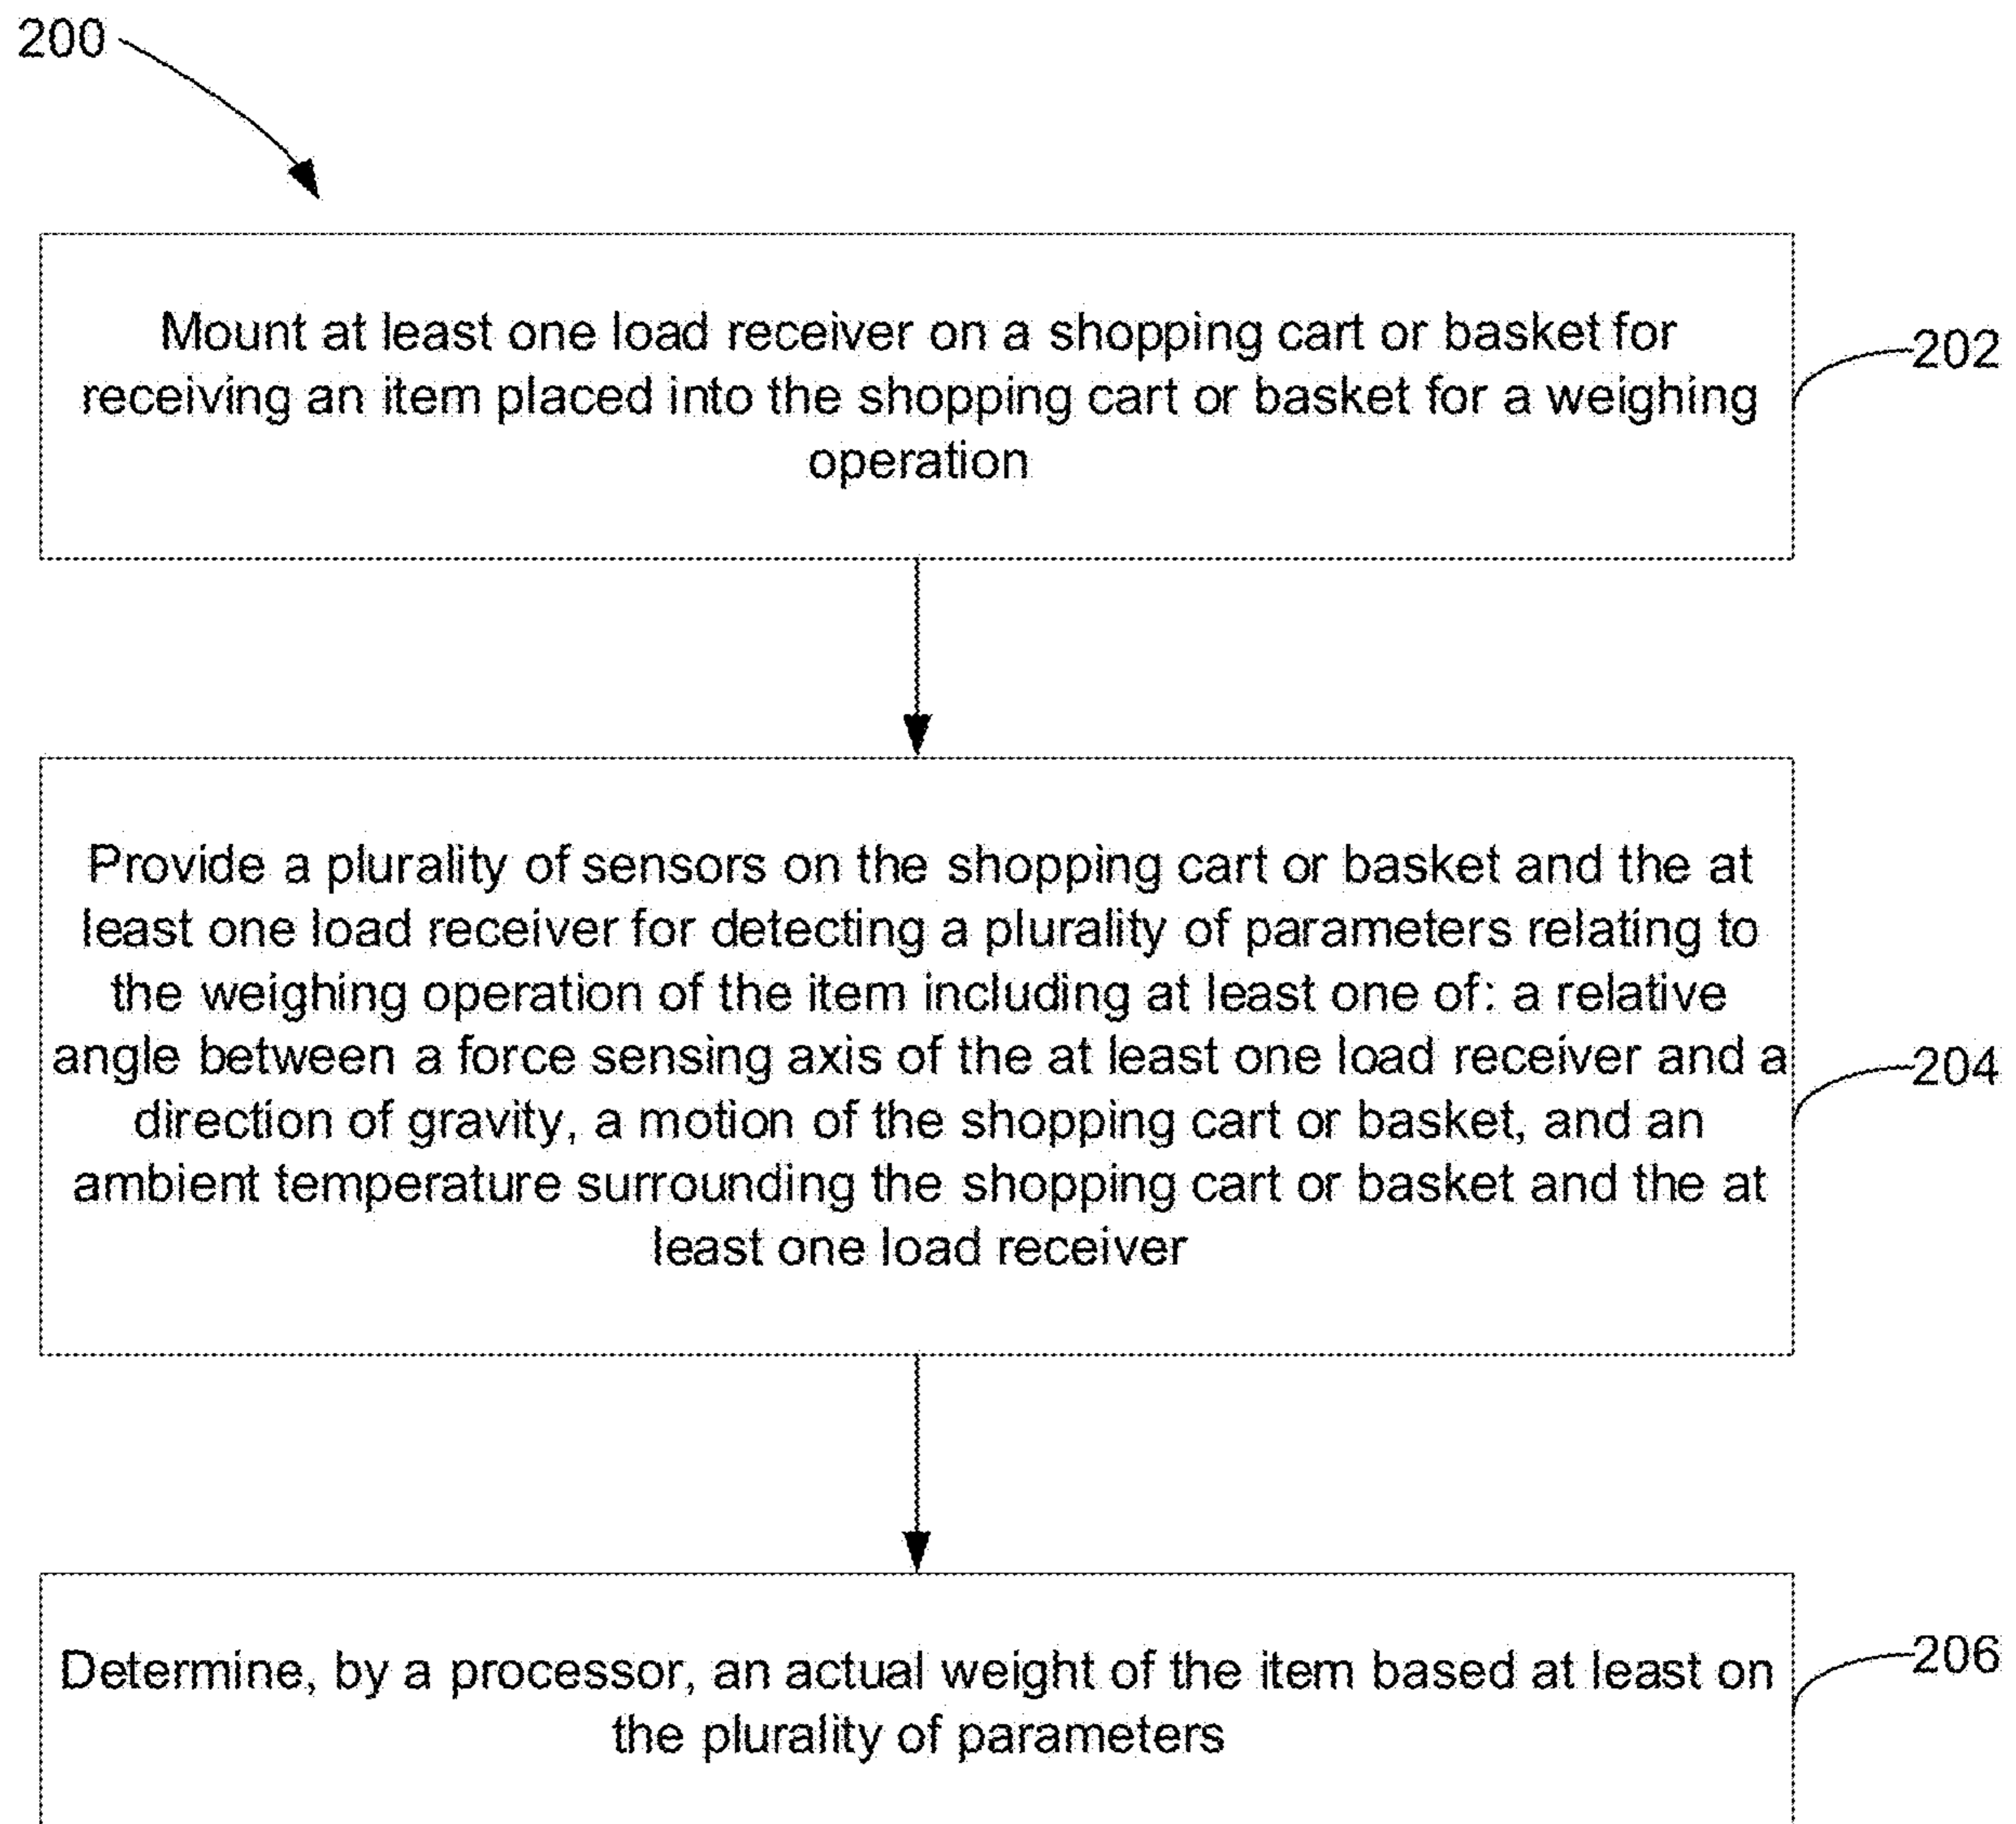 200
Mount at least one load receiver on a shopping cart or basket for
receiving an item placed into the shopping cart or basket for a weighing
operation
202
Provide a plurality of sensors on the shopping cart or basket and the at
least one load receiver for detecting a plurality of parameters relating to
the weighing operation of the item including at least one of: a relative
angle between a force sensing axis of the at least one load receiver and a
direction of gravity, a motion of the shopping cart or basket, and an
ambient temperature surrounding the shopping cart or basket and the at
least one load receiver
204
Determine, by a processor, an actual weight of the item based at least on
the plurality of parameters
206